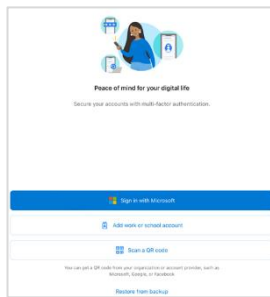 Peace of mind for your digital life
Secure your accounts with multi-factor authentication.
Sign in with Microsoft
Add work or school account
Scan a QR code
You can get a QR code from your organization or account provider, such as
Microsoft, Google, or Facebook.
Restore from backup